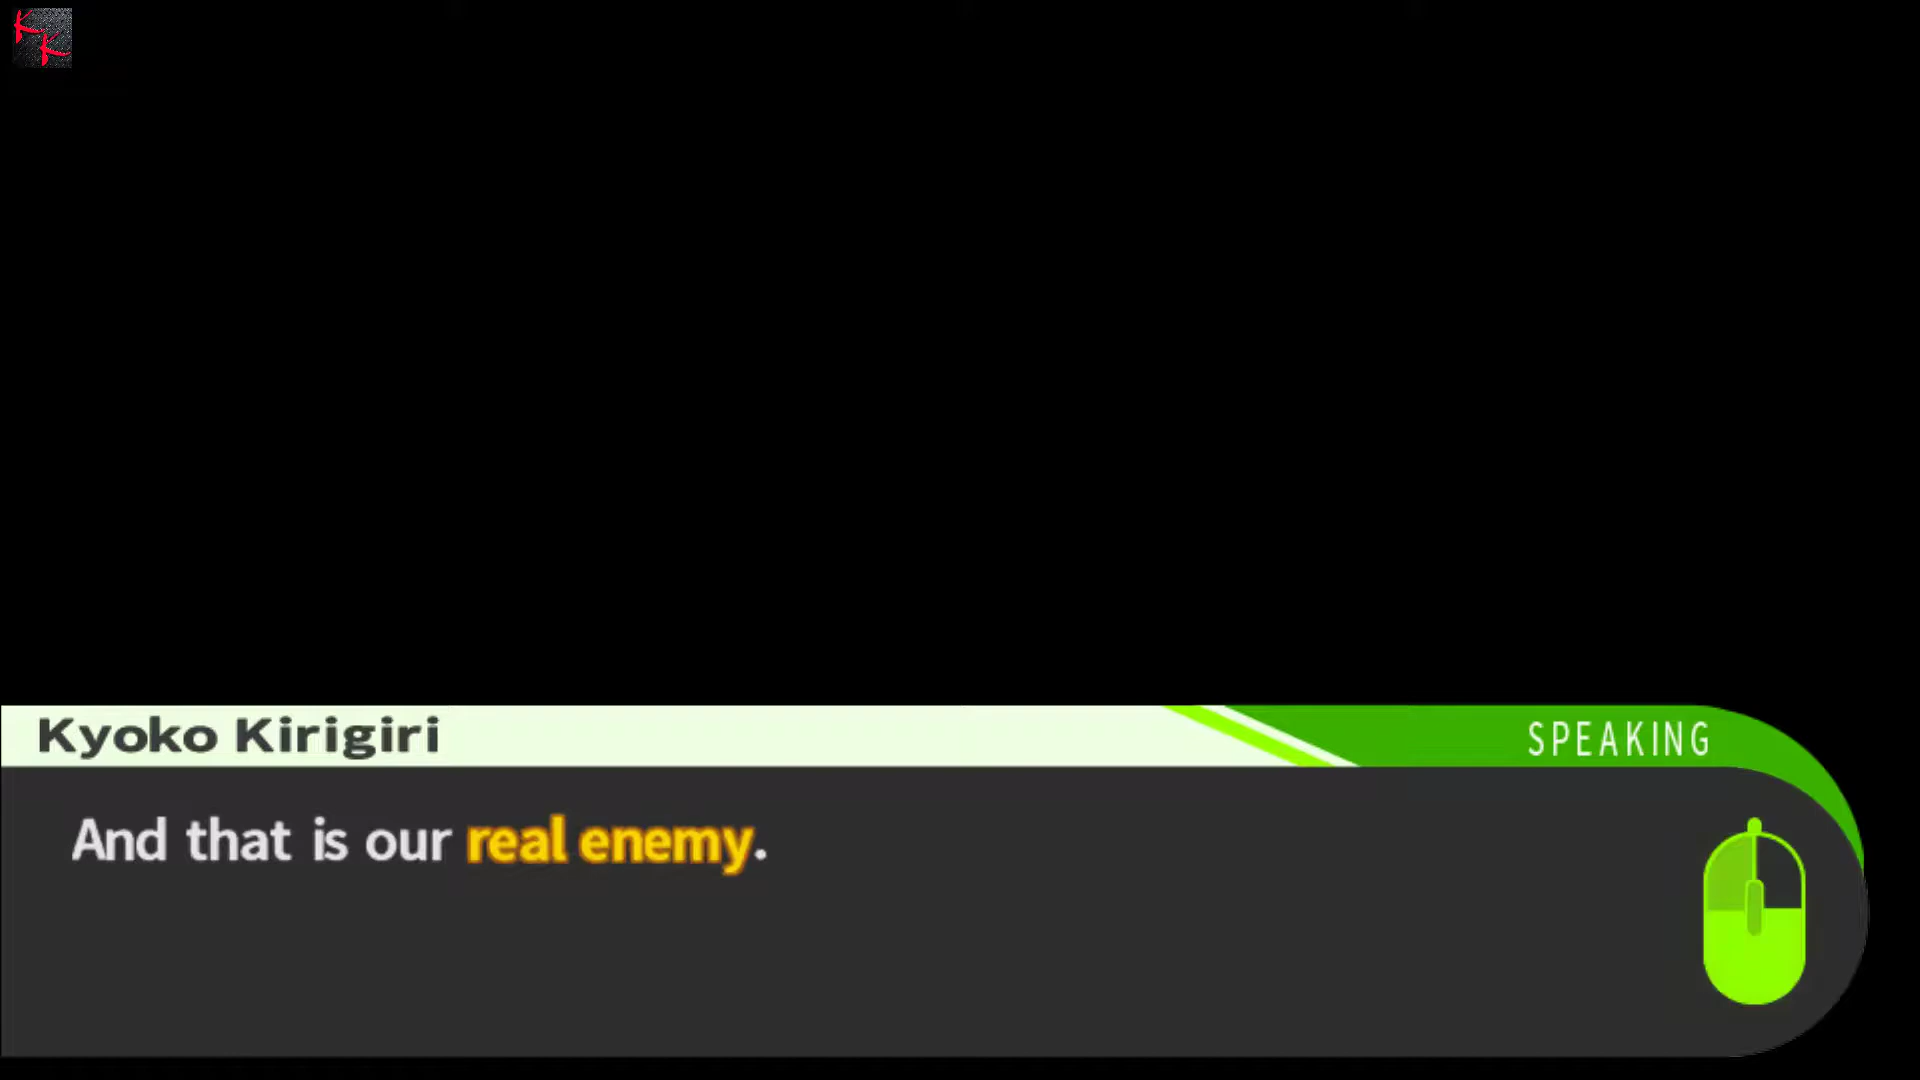 K
K
Kyoko Kirigiri
SPEAKING
And that is our real enemy.